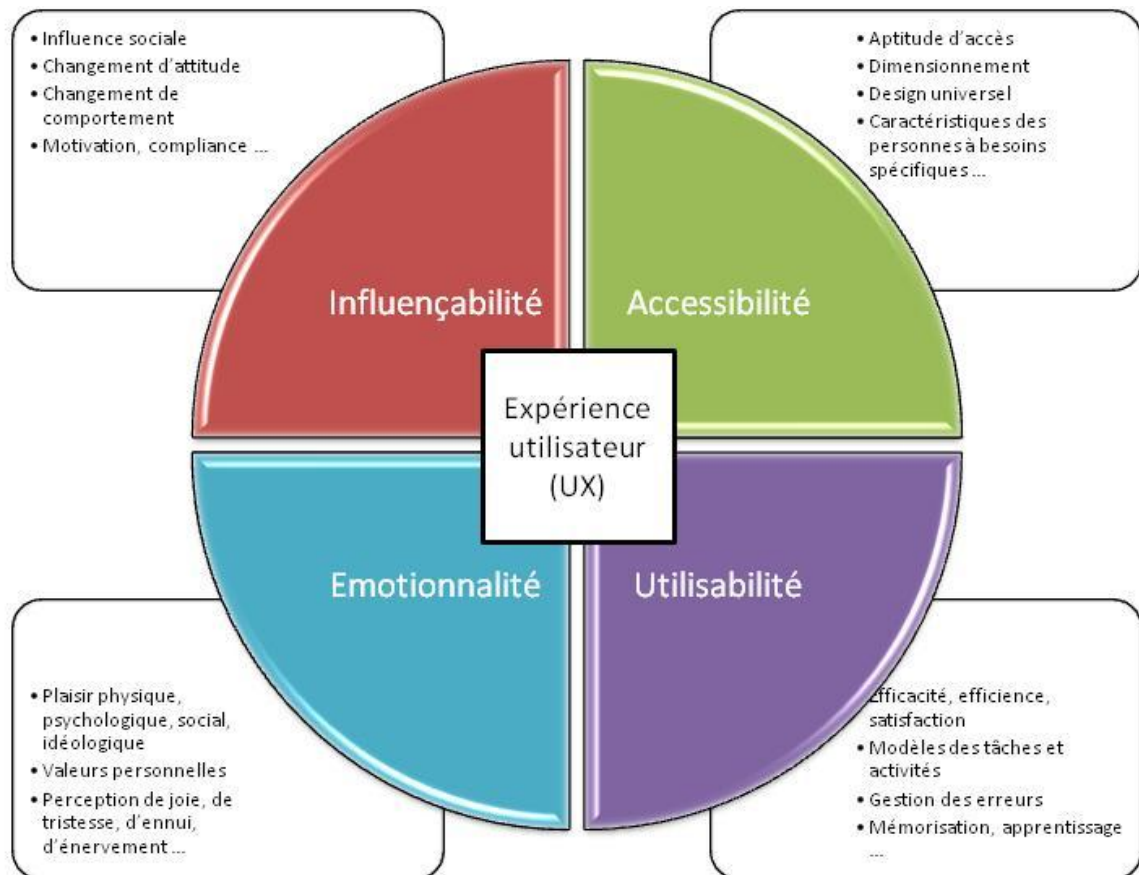 • Influence sociale
• Changement d'attitude
• Changement de
comportement
• Motivation, compliance ...
• Aptitude d'accès
• Dimensionnement
• Design universel
• Caractéristiques des
personnes à besoins
spécifiques ...
Influençabilité
Accessibilité
Expérience
utilisateur
(UX)
Emotionnalité
Utilisabilité
• Plaisir physique,
psychologique, social,
idéologique
• Valeurs personnelles
• Perception de joie, de
tristesse, d'ennui,
d'énervement ...
Efficacité, efficience,
satisfaction
• Modèles des tâches et
activités
• Gestion des erreurs
• Mémorisation, apprentissage
...